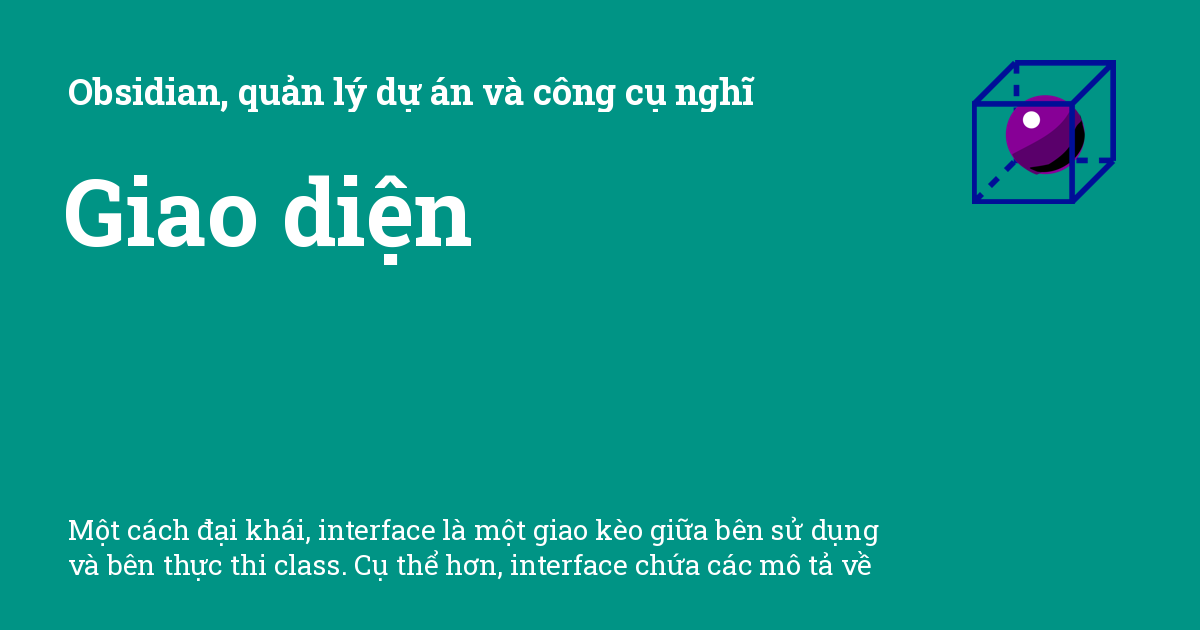 Obsidian, quản lý dự án và công cụ nghĩ
Giao diện
Một cách đại khái, interface là một giao kèo giữa bên sử dụng
và bên thực thi class. Cụ thể hơn, interface chứa các mô tả về